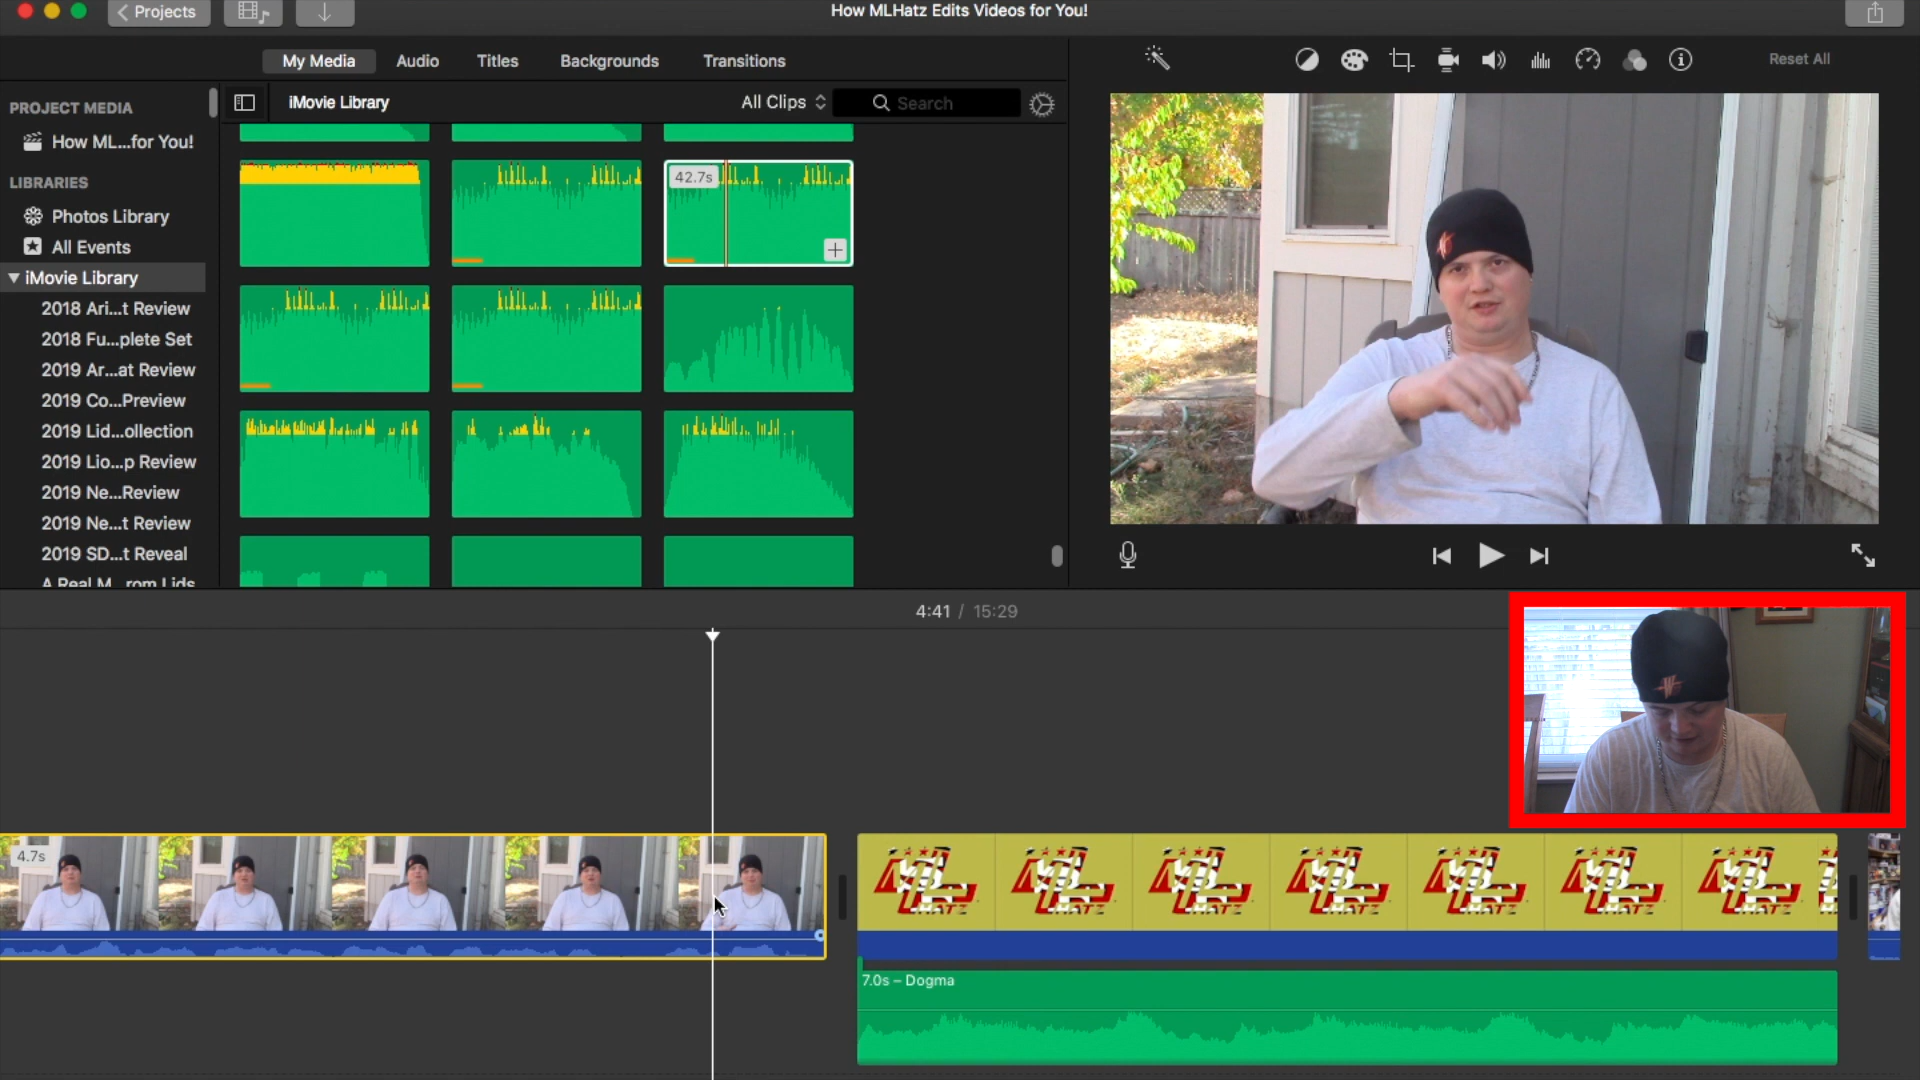 Projects
How MLHatz Edits Videos for You!
My Media
Audio
Titles
Backgrounds
Transitions
Reset All
PROJECT MEDIA
How ML...for You!
LIBRARIES
Photos Library
All Events
iMovie Library
2018 Ari...t Review
2018 Fu...plete Set
2019 Ar...at Review
2019 Co...Preview
2019 Lid...ollection
2019 Lio...p Review
2019 Ne...Review
2019 Ne...t Review
2019 SD...t Reveal
A Real M...rom Lids
iMovie Library
All Clips
Search
42.7s
4:41 / 15:29
4.7s
7.0s – Dogma